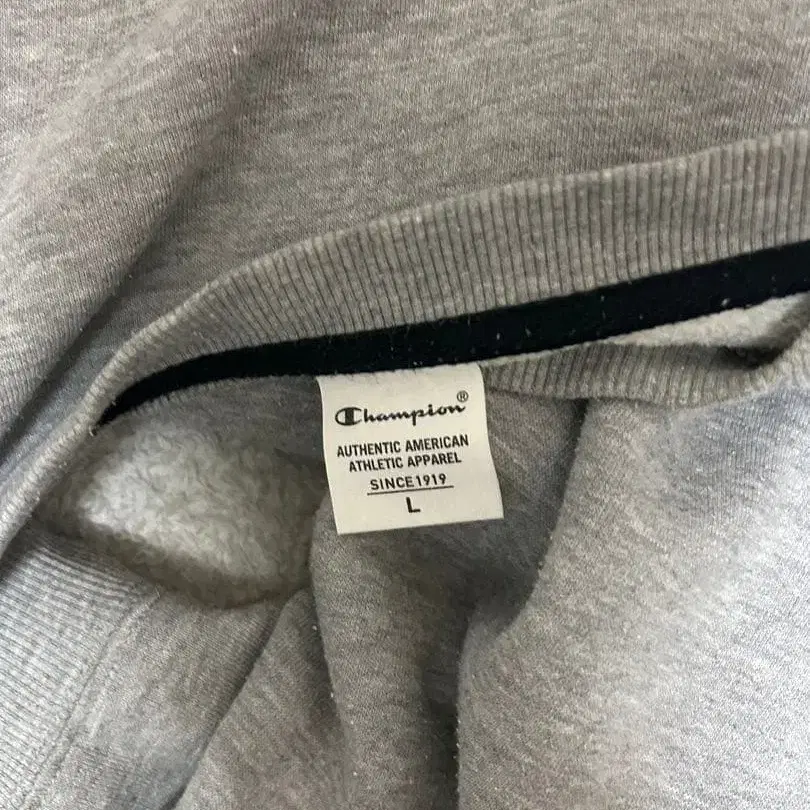 Champion®
AUTHENTIC AMERICAN
ATHLETIC APPAREL
SINCE1919
L